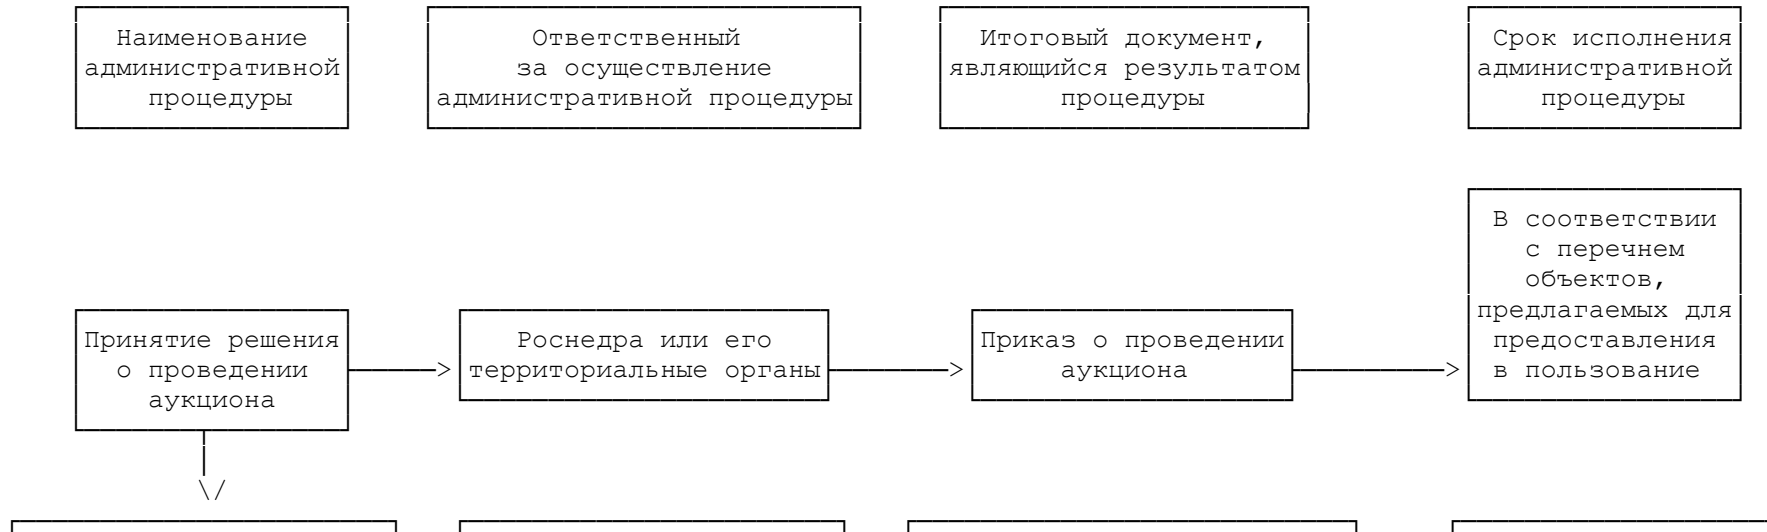 Наименование
административной
процедуры
Ответственный
за осуществление
административной процедуры
Итоговый документ,
являющийся результатом
процедуры
Срок исполнения
административной
процедуры
Принятие решения
о проведении
аукциона
Роснедра или его
территориальные органы
Приказ о проведении
аукциона
В соответствии
с перечнем
объектов,
предлагаемых для
предоставления
в пользование